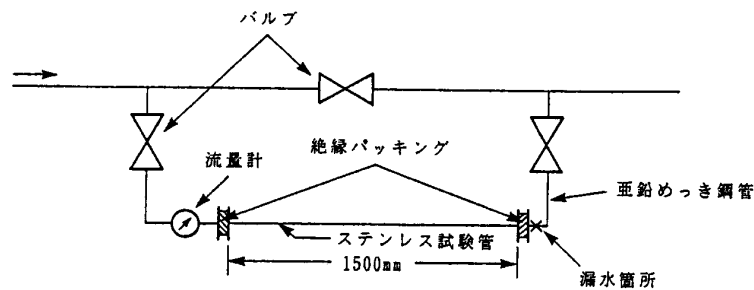 バルブ
絶縁パッキング
流量計
亜鉛めっき鋼管
ステンレス試験管
1500mm
漏水箇所